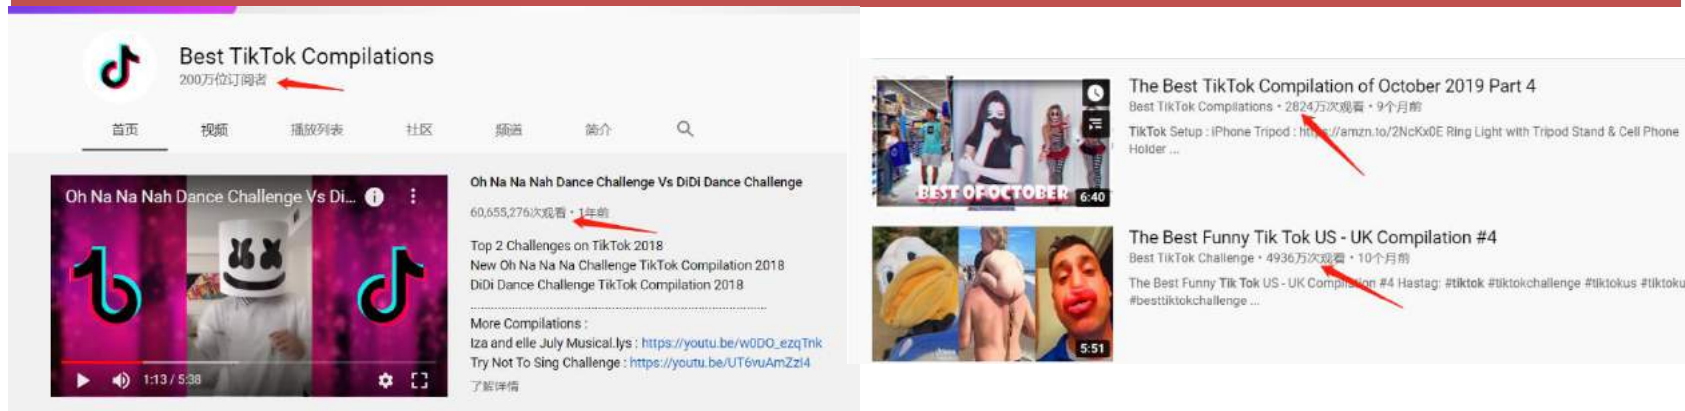 Best TikTok Compilations
200万位订阅者
首页 视频 播放列表 社区 频道 简介
Oh Na Na Nah Dance Challenge Vs Di...
1:13 / 5:38
Oh Na Na Nah Dance Challenge Vs DiDi Dance Challenge
60,655,276次观看 • 1年前
Top 2 Challenges on TikTok 2018
New Oh Na Na Na Challenge TikTok Compilation 2018
DiDi Dance Challenge TikTok Compilation 2018
More Compilations :
Iza and elle July Musical.lys : https://youtu.be/w0DO_ezqTnk
Try Not To Sing Challenge : https://youtu.be/UT6vuAmZzI4
了解详情
BEST OF OCTOBER
6:40
The Best TikTok Compilation of October 2019 Part 4
Best TikTok Compilations • 2824万次观看 • 9个月前
TikTok Setup : iPhone Tripod : https://amzn.to/2NcKx0E Ring Light with Tripod Stand & Cell Phone
Holder ...
5:51
The Best Funny Tik Tok US - UK Compilation #4
Best TikTok Challenge • 4936万次观看 • 10个月前
The Best Funny Tik Tok US - UK Compilation #4 Hastag: #tiktok #tiktokchallenge #tiktokus #tiktoku
#besttiktokchallenge ...